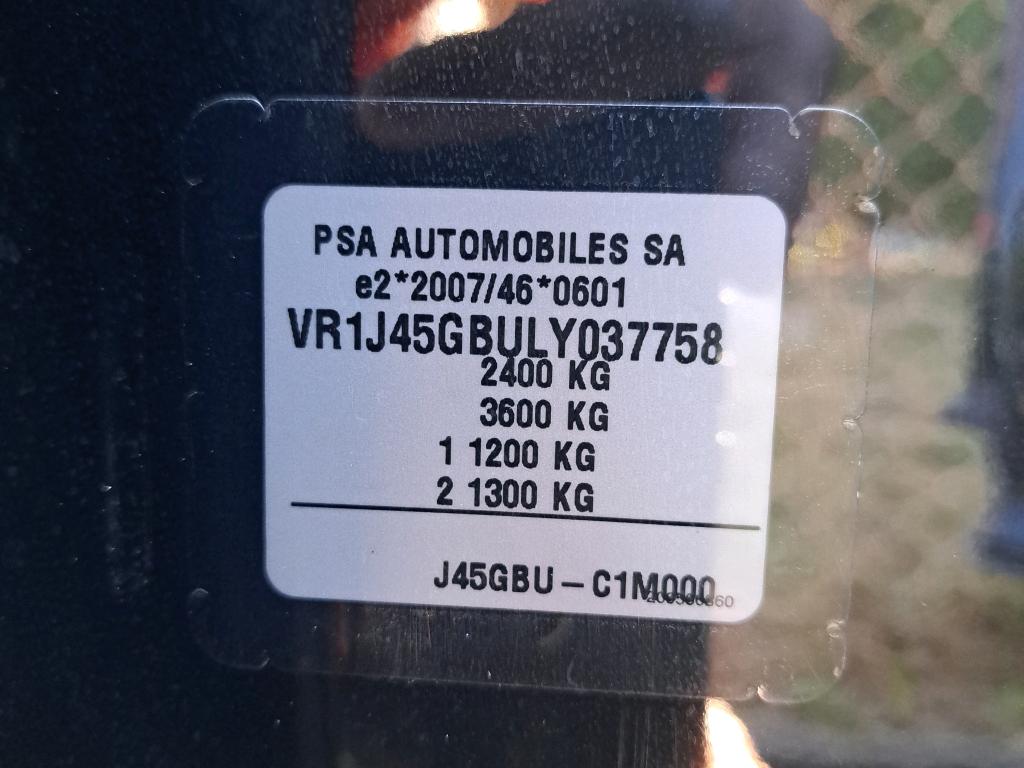 PSA AUTOMOBILES SA
e2*2007/46*0601
VR1J45GBULY037758
2400 KG
3600 KG
1 1200 KG
2 1300 KG
J45GBU – C1M000